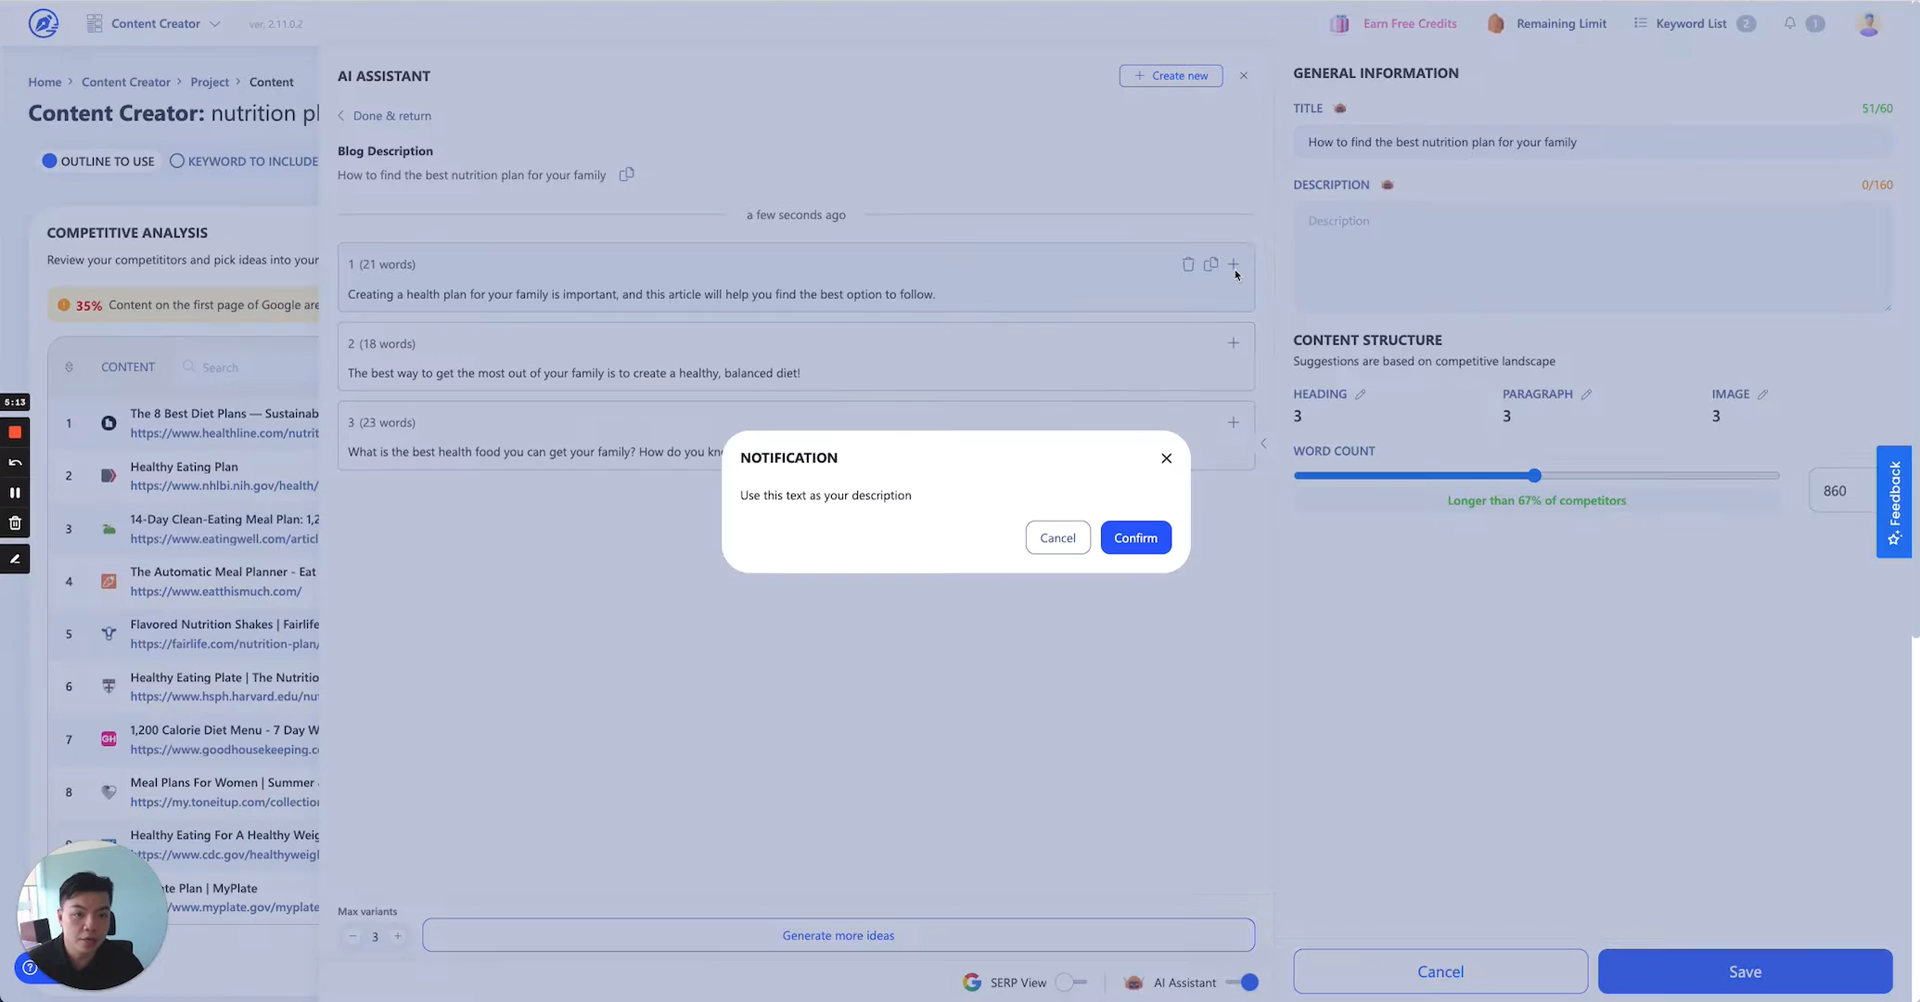 Content Creator
ver. 2.11.0.2
Earn Free Credits
Remaining Limit
Keyword List
2
1
Home
Content Creator
Project
Content
Content Creator: nutrition pl
OUTLINE TO USE
KEYWORD TO INCLUDE
COMPETITIVE ANALYSIS
Review your competitors and pick ideas into your
35% Content on the first page of Google are
CONTENT
Search
1
The 8 Best Diet Plans — Sustainab
https://www.healthline.com/nutrit
2
Healthy Eating Plan
https://www.nhlbi.nih.gov/health/
3
14-Day Clean-Eating Meal Plan: 1,2
https://www.eatingwell.com/articl
4
The Automatic Meal Planner - Eat
https://www.eatthismuch.com/
5
Flavored Nutrition Shakes | Fairlife
https://fairlife.com/nutrition-plan/
6
Healthy Eating Plate | The Nutritio
https://www.hsph.harvard.edu/nut
7
GH
1,200 Calorie Diet Menu - 7 Day W
https://www.goodhousekeeping.co
8
Meal Plans For Women | Summer
https://my.toneitup.com/collection
Healthy Eating For A Healthy Weig
https://www.cdc.gov/healthyweigl
te Plan | MyPlate
/www.myplate.gov/myplate
5:13
AI ASSISTANT
Create new
Done & return
Blog Description
How to find the best nutrition plan for your family
a few seconds ago
1 (21 words)
Creating a health plan for your family is important, and this article will help you find the best option to follow.
2 (18 words)
The best way to get the most out of your family is to create a healthy, balanced diet!
3 (23 words)
What is the best health food you can get your family? How do you kn
NOTIFICATION
Use this text as your description
Cancel
Confirm
Max variants
3
Generate more ideas
SERP View
AI Assistant
GENERAL INFORMATION
TITLE
51/60
How to find the best nutrition plan for your family
DESCRIPTION
0/160
Description
CONTENT STRUCTURE
Suggestions are based on competitive landscape
HEADING
3
PARAGRAPH
3
IMAGE
3
WORD COUNT
860
Longer than 67% of competitors
Feedback
Cancel
Save